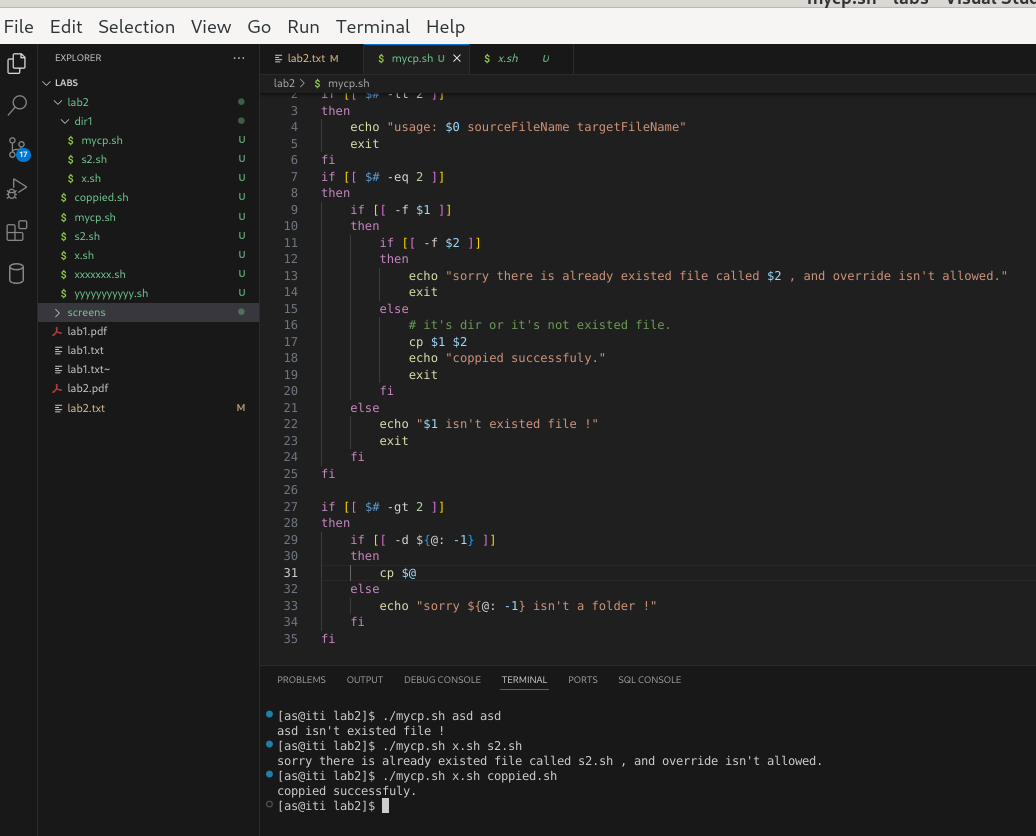 mycp.sh - labs - Visual Stu
File Edit Selection View Go Run Terminal Help
EXPLORER ...
lab2.txt M
$ mycp.sh U ×
$ x.sh U
LABS
lab2 > $ mycp.sh
lab2
dir1
$ mycp.sh U
$ s2.sh U
$ x.sh U
$ coppied.sh U
$ mycp.sh U
$ s2.sh U
$ x.sh U
$ xxxxxxx.sh U
$ yyyyyyyyyyy.sh U
screens
lab1.pdf
lab1.txt
lab1.txt~
lab2.pdf
lab2.txt M
17
2 if [[ $# -lt 2 ]]
3 then
4 echo "usage: $0 sourceFileName targetFileName"
5 exit
6 fi
7 if [[ $# -eq 2 ]]
8 then
9 if [[ -f $1 ]]
10 then
11 if [[ -f $2 ]]
12 then
13 echo "sorry there is already existed file called $2 , and override isn't allowed."
14 exit
15 else
16 # it's dir or it's not existed file.
17 cp $1 $2
18 echo "coppied successfuly."
19 exit
20 fi
21 else
22 echo "$1 isn't existed file !"
23 exit
24 fi
25 fi
26
27 if [[ $# -gt 2 ]]
28 then
29 if [[ -d ${@: -1} ]]
30 then
31 cp $@
32 else
33 echo "sorry ${@: -1} isn't a folder !"
34 fi
35 fi
PROBLEMS OUTPUT DEBUG CONSOLE TERMINAL PORTS SQL CONSOLE
[as@iti lab2]$ ./mycp.sh asd asd
asd isn't existed file !
[as@iti lab2]$ ./mycp.sh x.sh s2.sh
sorry there is already existed file called s2.sh , and override isn't allowed.
[as@iti lab2]$ ./mycp.sh x.sh coppied.sh
coppied successfuly.
[as@iti lab2]$